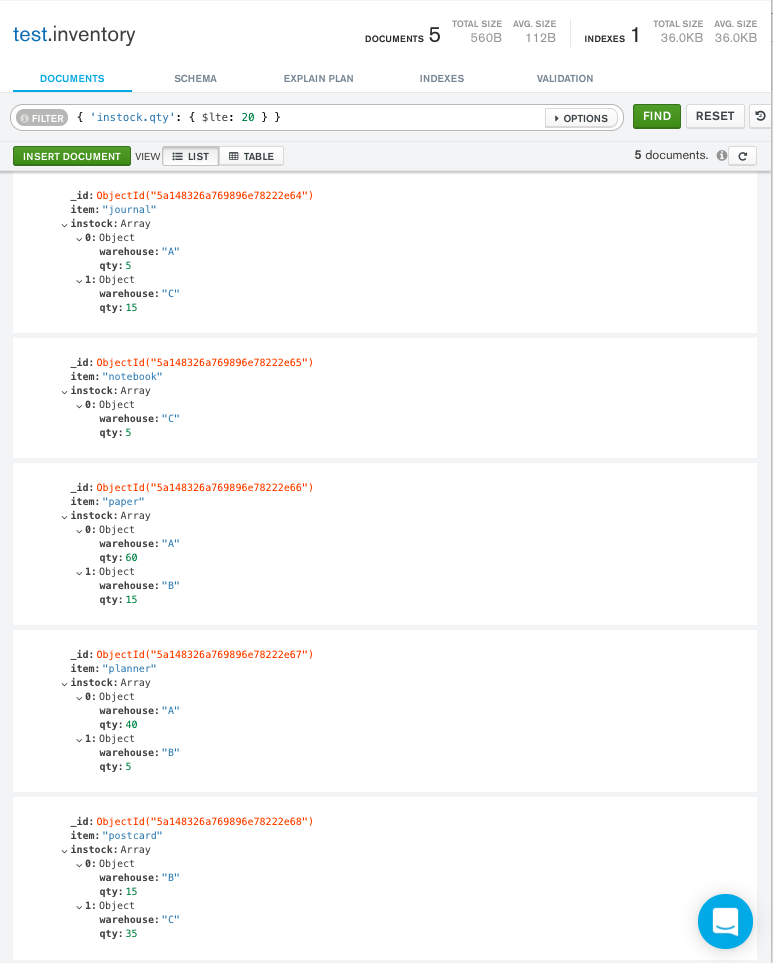 test.inventory DOCUMENTS 5 TOTAL SIZE 560B AVG. SIZE 112B INDEXES 1 TOTAL SIZE 36.0KB AVG. SIZE 36.0KB
DOCUMENTS SCHEMA EXPLAIN PLAN INDEXES VALIDATION
FILTER { 'instock.qty': { $lte: 20 } } OPTIONS FIND RESET
INSERT DOCUMENT VIEW LIST TABLE 5 documents.
_id: ObjectId("5a148326a769896e78222e64")
item: "journal"
instock: Array
0: Object
warehouse: "A"
qty: 5
1: Object
warehouse: "C"
qty: 15
_id: ObjectId("5a148326a769896e78222e65")
item: "notebook"
instock: Array
0: Object
warehouse: "C"
qty: 5
_id: ObjectId("5a148326a769896e78222e66")
item: "paper"
instock: Array
0: Object
warehouse: "A"
qty: 60
1: Object
warehouse: "B"
qty: 15
_id: ObjectId("5a148326a769896e78222e67")
item: "planner"
instock: Array
0: Object
warehouse: "A"
qty: 40
1: Object
warehouse: "B"
qty: 5
_id: ObjectId("5a148326a769896e78222e68")
item: "postcard"
instock: Array
0: Object
warehouse: "B"
qty: 15
1: Object
warehouse: "C"
qty: 35